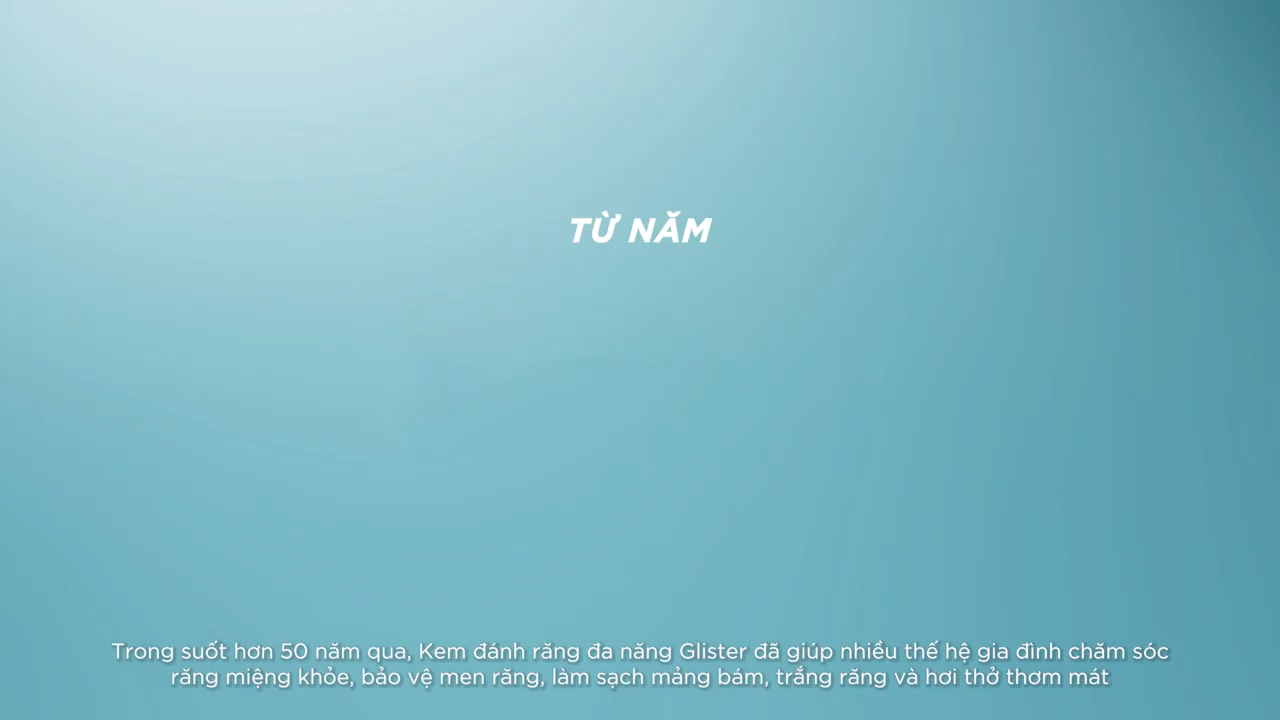 TỪ NĂM
Trong suốt hơn 50 năm qua, Kem đánh răng đa năng Glister đã giúp nhiều thế hệ gia đình chăm sóc
răng miệng khỏe, bảo vệ men răng, làm sạch mảng bám, trắng răng và hơi thở thơm mát